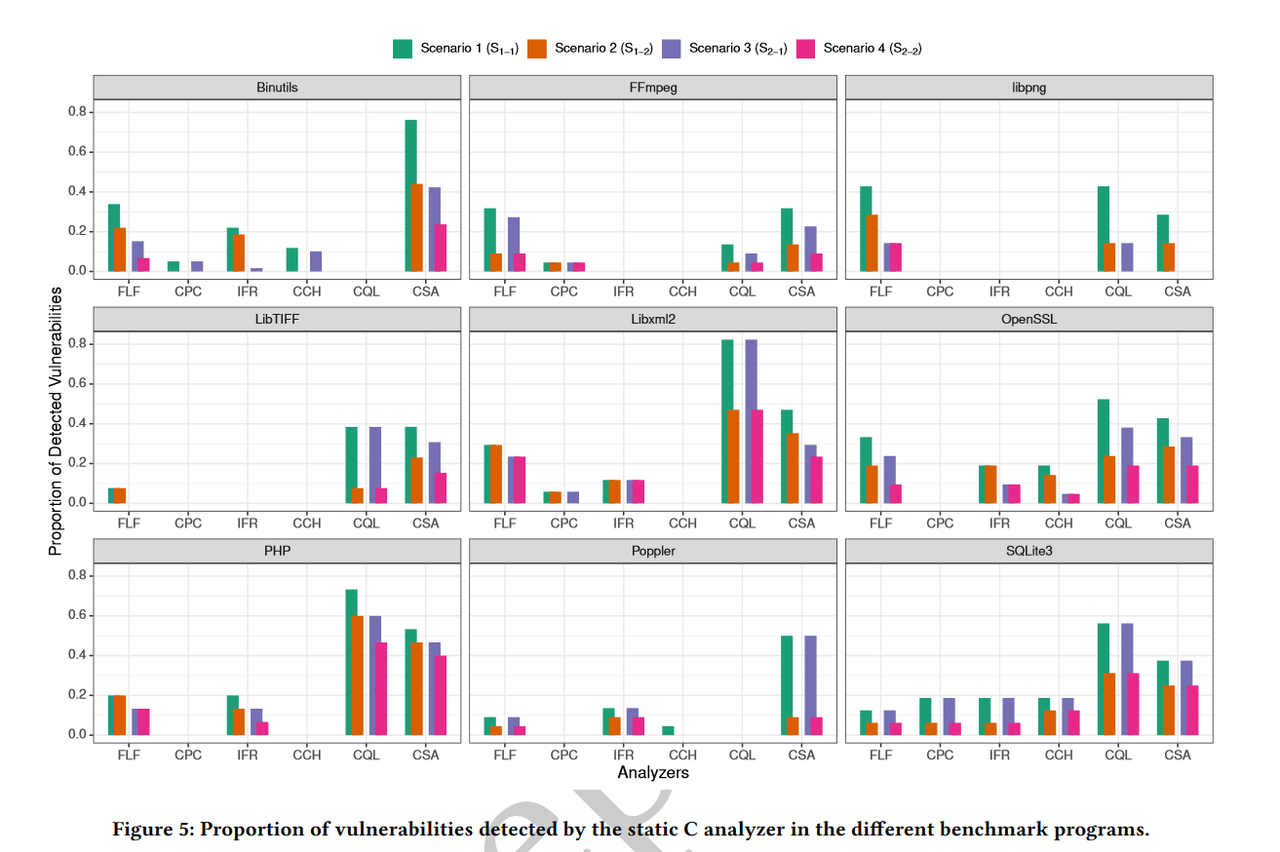 Scenario 1 (S1−1) Scenario 2 (S1−2) Scenario 3 (S2−1) Scenario 4 (S2−2)
Binutils FFmpeg libpng
0.8
0.6
0.4
0.2
0.0
FLF CPC IFR CCH CQL CSA FLF CPC IFR CCH CQL CSA FLF CPC IFR CCH CQL CSA
LibTIFF Libxml2 OpenSSL
0.8
0.6
0.4
0.2
0.0
FLF CPC IFR CCH CQL CSA FLF CPC IFR CCH CQL CSA FLF CPC IFR CCH CQL CSA
PHP Poppler SQLite3
0.8
0.6
0.4
0.2
0.0
FLF CPC IFR CCH CQL CSA FLF CPC IFR CCH CQL CSA FLF CPC IFR CCH CQL CSA
Proportion of Detected Vulnerabilities
Analyzers
Figure 5: Proportion of vulnerabilities detected by the static C analyzer in the different benchmark programs.